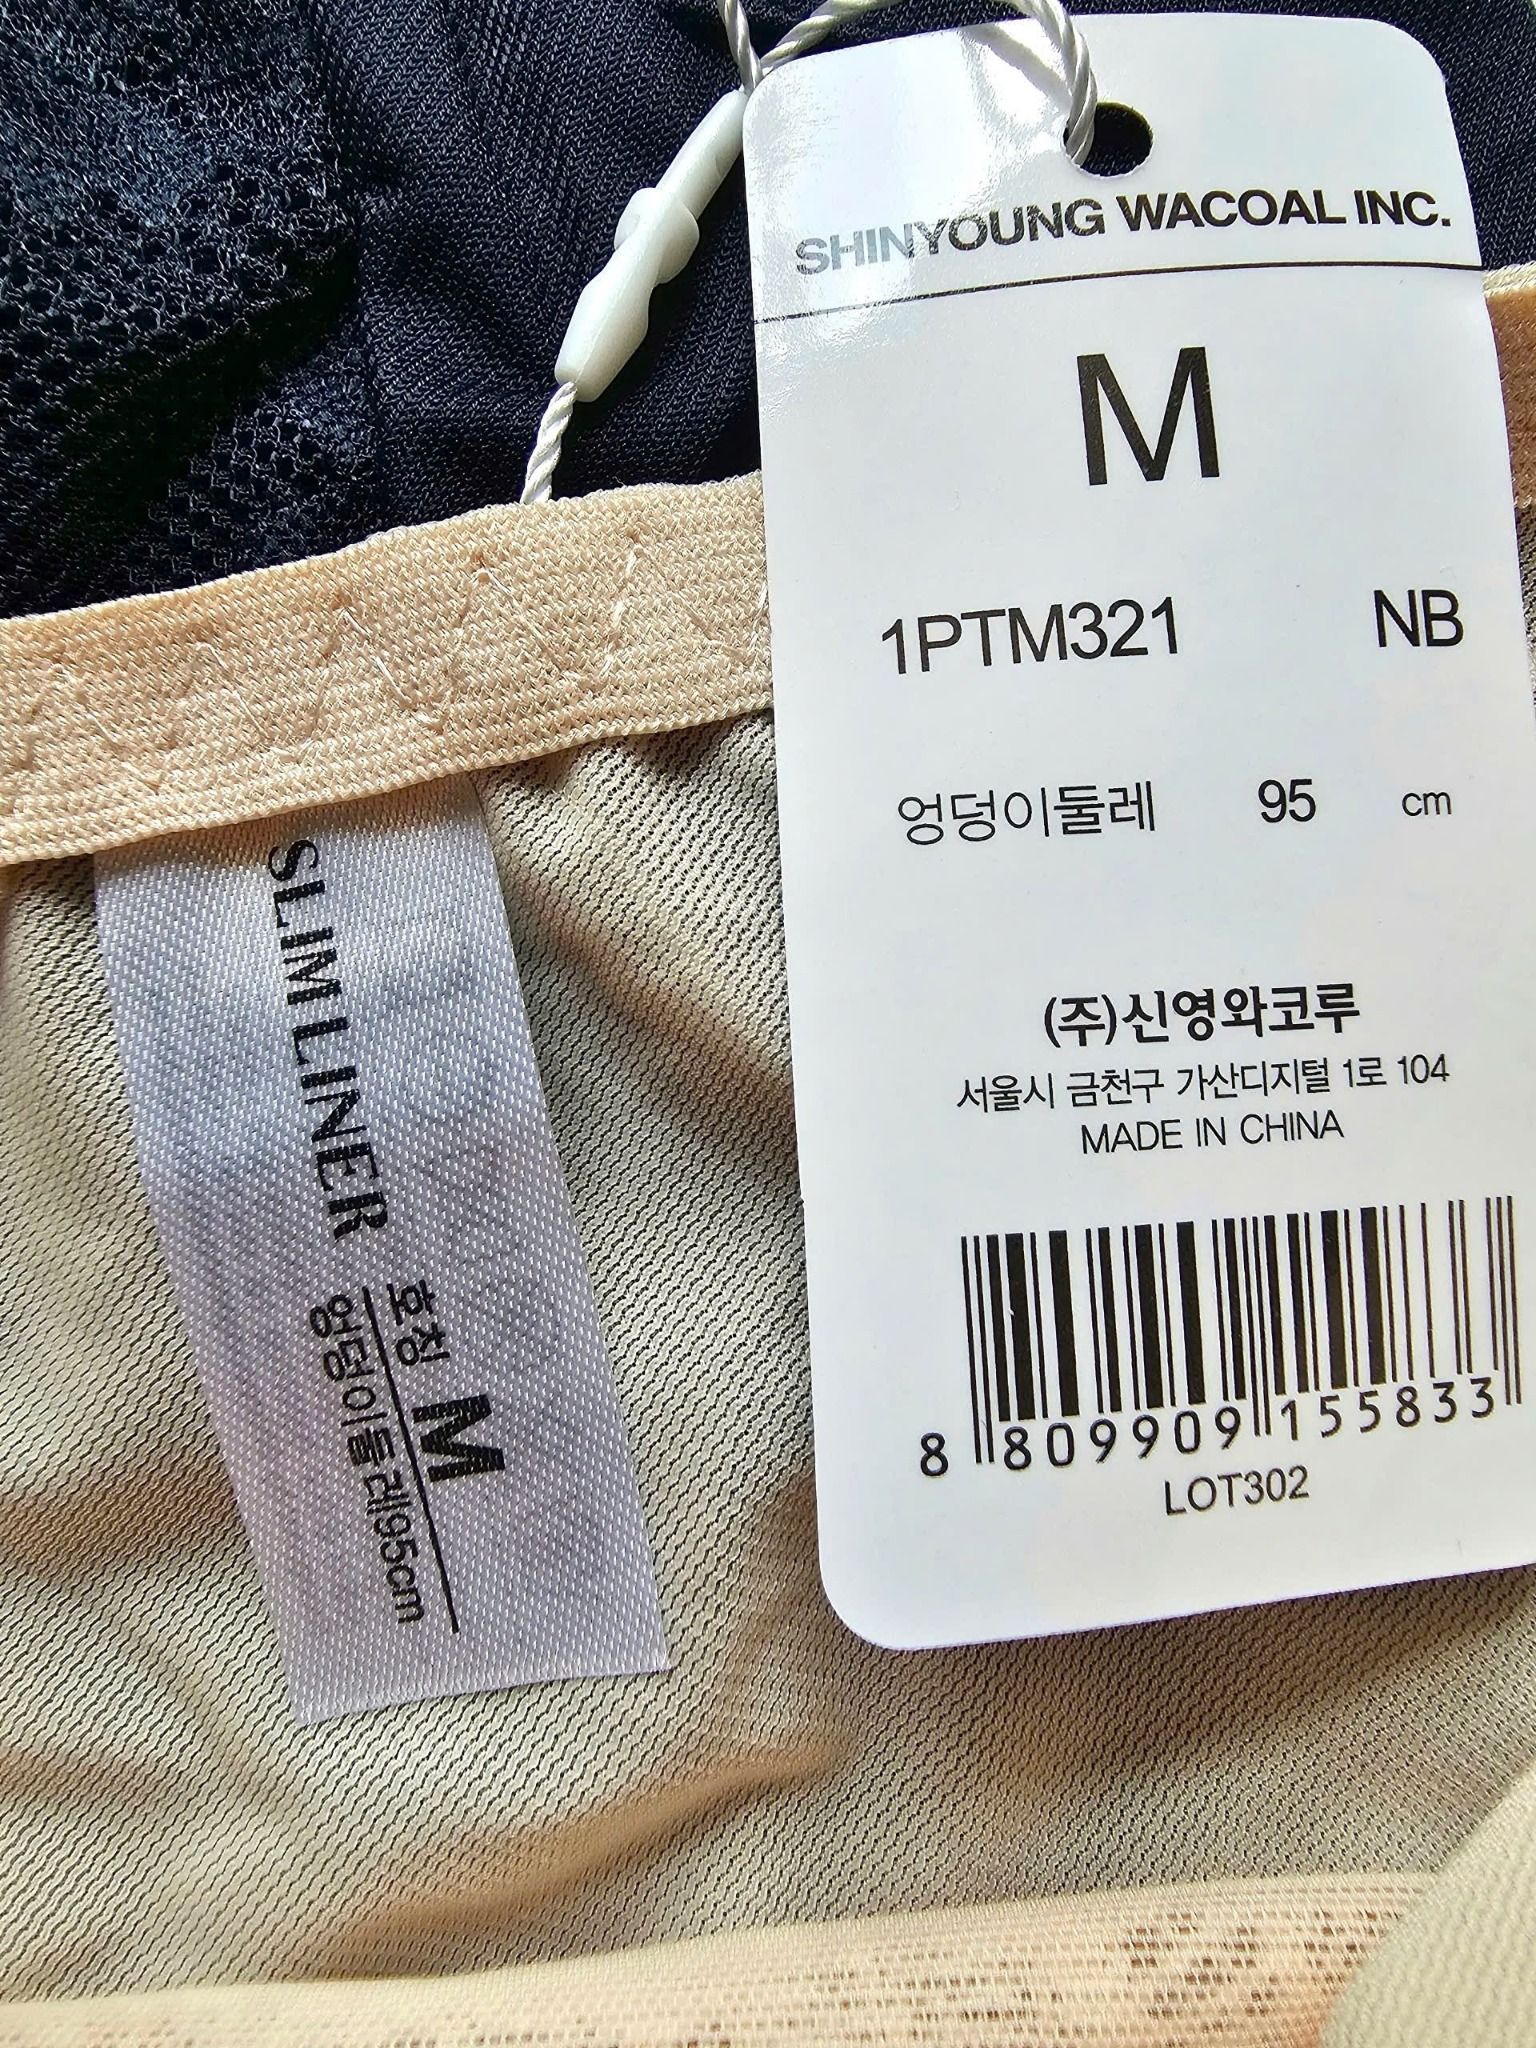 SHINYOUNG WACOAL INC.
M
1PTM321 NB
엉덩이둘레 95 cm
(주)신영와코루
서울시 금천구 가산디지털 1로 104
MADE IN CHINA
8 809909 155833
LOT302
SLIM LINER
호칭 M
엉덩이둘레95cm